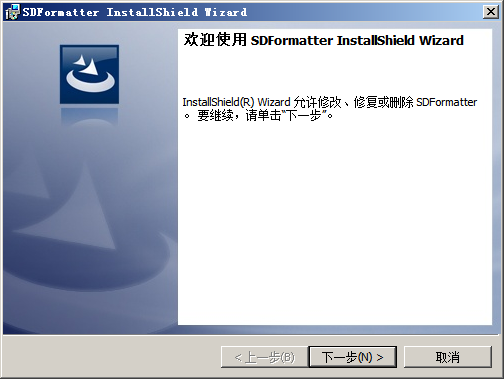 SDFormatter InstallShield Wizard
欢迎使用 SDFormatter InstallShield Wizard
InstallShield(R) Wizard 允许修改、修复或删除 SDFormatter
。要继续，请单击“下一步”。
< 上一步(B) 下一步(N) > 取消